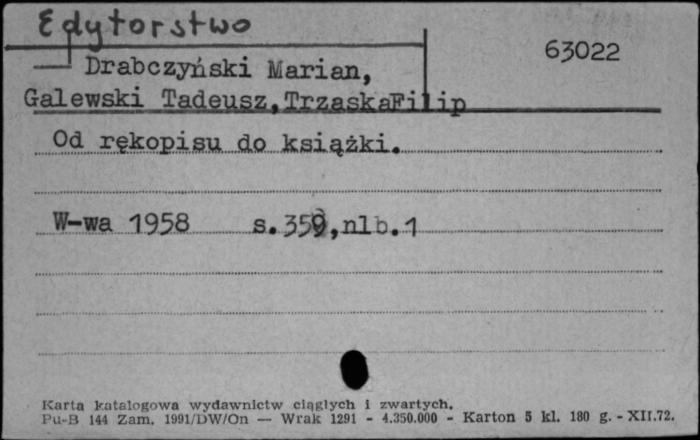 Edytorstwo
63022
Drabczyński Marian,
Galewski Tadeusz,TrzaskaFilip
Od rękopisu do książki.
W-wa 1958 s.359,nlb.1
Karta katalogowa wydawnictw ciągłych i zwartych.
Pu-B 144 Zam. 1991/DW/On — Wrak 1291 - 4.350.000 - Karton 5 kl. 180 g. - XII.72.